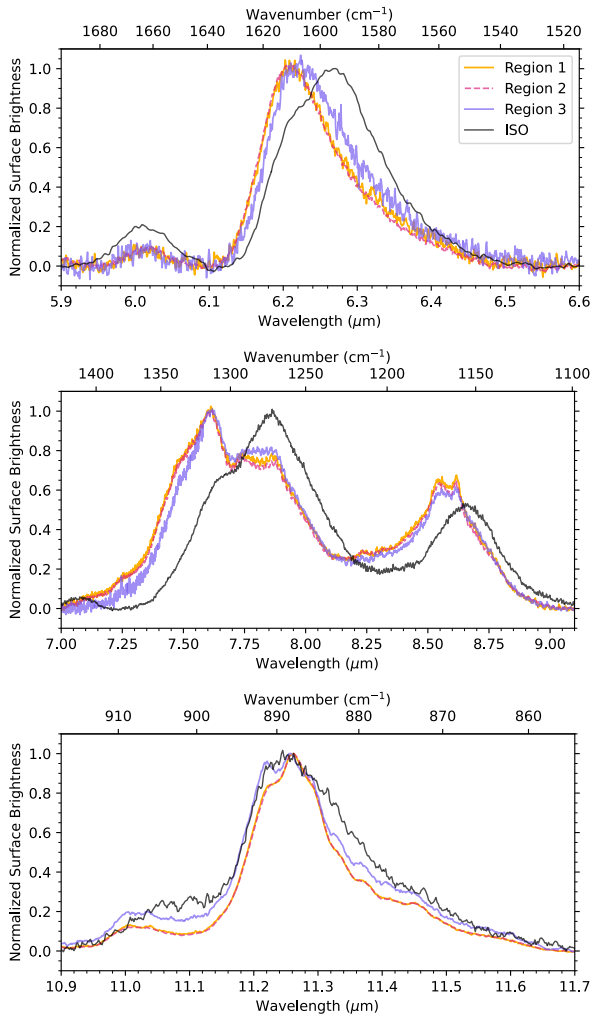 Wavenumber (cm⁻¹)
1680 1660 1640 1620 1600 1580 1560 1540 1520
Normalized Surface Brightness
1.0
0.8
0.6
0.4
0.2
0.0
Region 1
Region 2
Region 3
ISO
5.9 6.0 6.1 6.2 6.3 6.4 6.5 6.6
Wavelength (μm)
Wavenumber (cm⁻¹)
1400 1350 1300 1250 1200 1150 1100
Normalized Surface Brightness
1.0
0.8
0.6
0.4
0.2
0.0
7.00 7.25 7.50 7.75 8.00 8.25 8.50 8.75 9.00
Wavelength (μm)
Wavenumber (cm⁻¹)
910 900 890 880 870 860
Normalized Surface Brightness
1.0
0.8
0.6
0.4
0.2
0.0
10.9 11.0 11.1 11.2 11.3 11.4 11.5 11.6 11.7
Wavelength (μm)